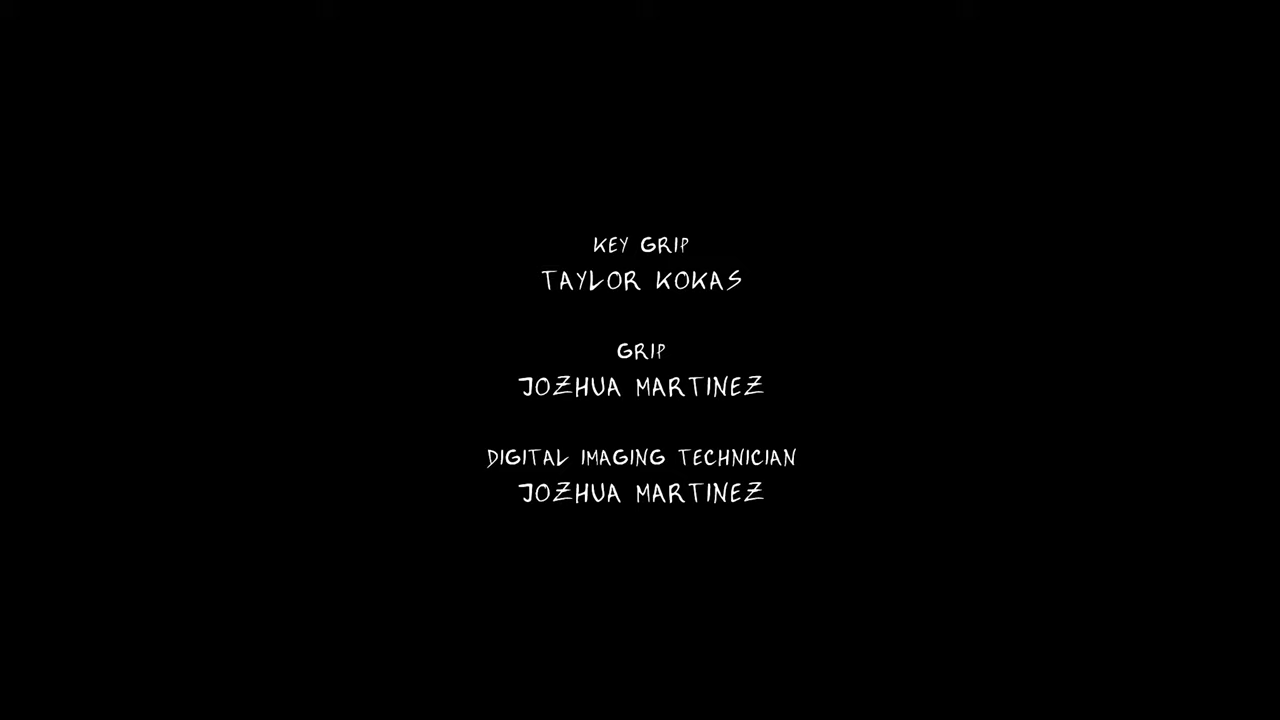 KEY GRIP
TAYLOR KOKAS
GRIP
JOZHUA MARTINEZ
DIGITAL IMAGING TECHNICIAN
JOZHUA MARTINEZ